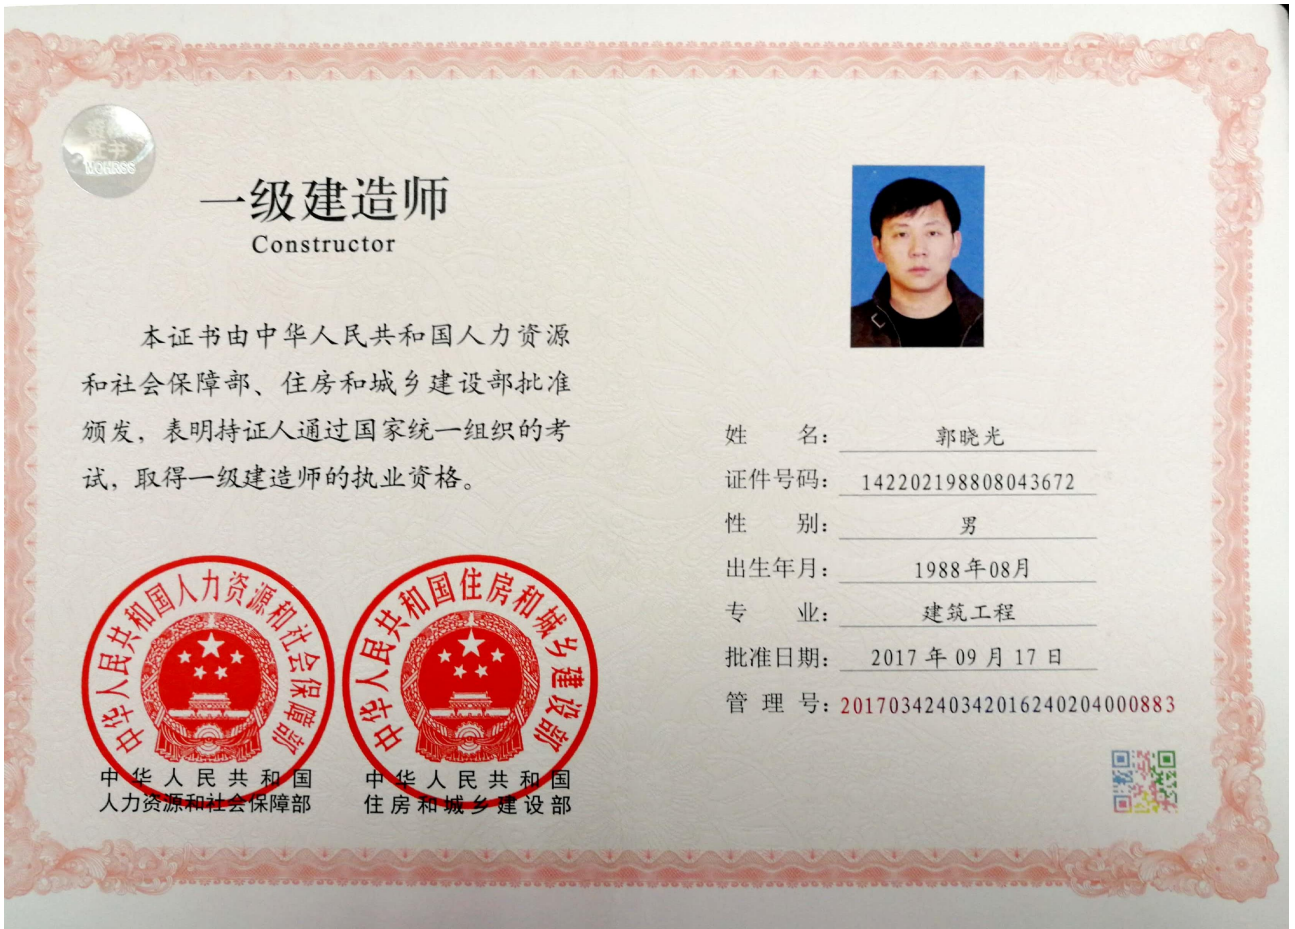 一级建造师
Constructor
本证书由中华人民共和国人力资源
和社会保障部、住房和城乡建设部批准
颁发，表明持证人通过国家统一组织的考
试，取得一级建造师的执业资格。
中华人民共和国人力资源和社会保障部
中华人民共和国
人力资源和社会保障部
中华人民共和国住房和城乡建设部
中华人民共和国
住房和城乡建设部
姓名：郭晓光
证件号码：142202198808043672
性别：男
出生年月：1988年08月
专业：建筑工程
批准日期：2017年09月17日
管理号：2017034240342016240204000883